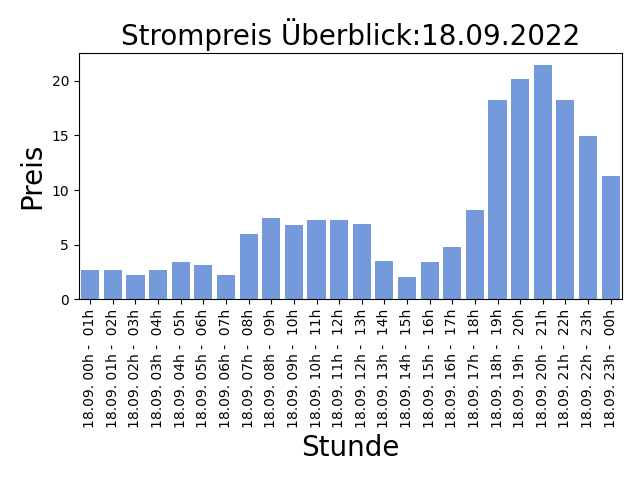 Strompreis Überblick:18.09.2022
Preis
20
15
10
5
0
18.09. 00h - 01h
18.09. 01h - 02h
18.09. 02h - 03h
18.09. 03h - 04h
18.09. 04h - 05h
18.09. 05h - 06h
18.09. 06h - 07h
18.09. 07h - 08h
18.09. 08h - 09h
18.09. 09h - 10h
18.09. 10h - 11h
18.09. 11h - 12h
18.09. 12h - 13h
18.09. 13h - 14h
18.09. 14h - 15h
18.09. 15h - 16h
18.09. 16h - 17h
18.09. 17h - 18h
18.09. 18h - 19h
18.09. 19h - 20h
18.09. 20h - 21h
18.09. 21h - 22h
18.09. 22h - 23h
18.09. 23h - 00h
Stunde